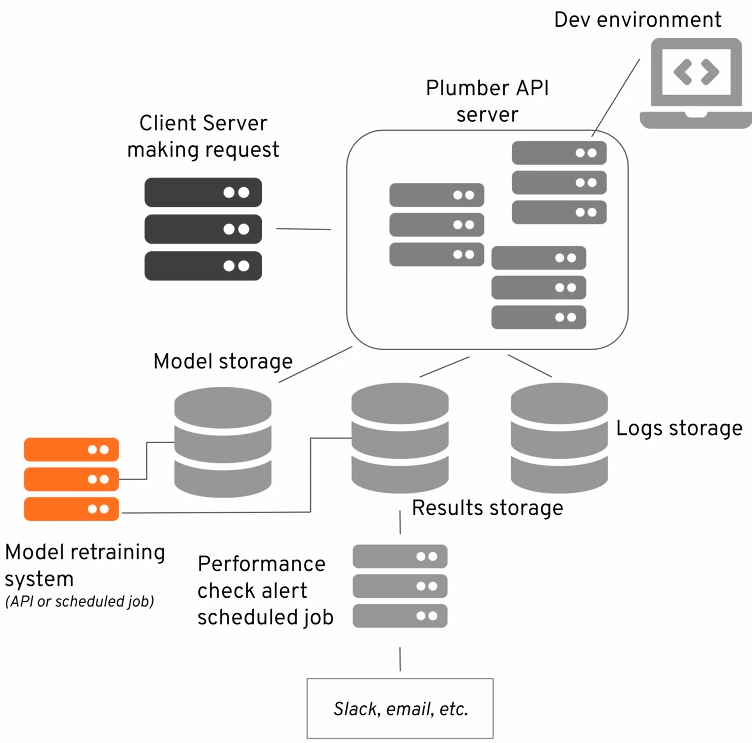 Dev environment
Plumber API
server
Client Server
making request
Model storage
Logs storage
Results storage
Model retraining
system
(API or scheduled job)
Performance
check alert
scheduled job
Slack, email, etc.